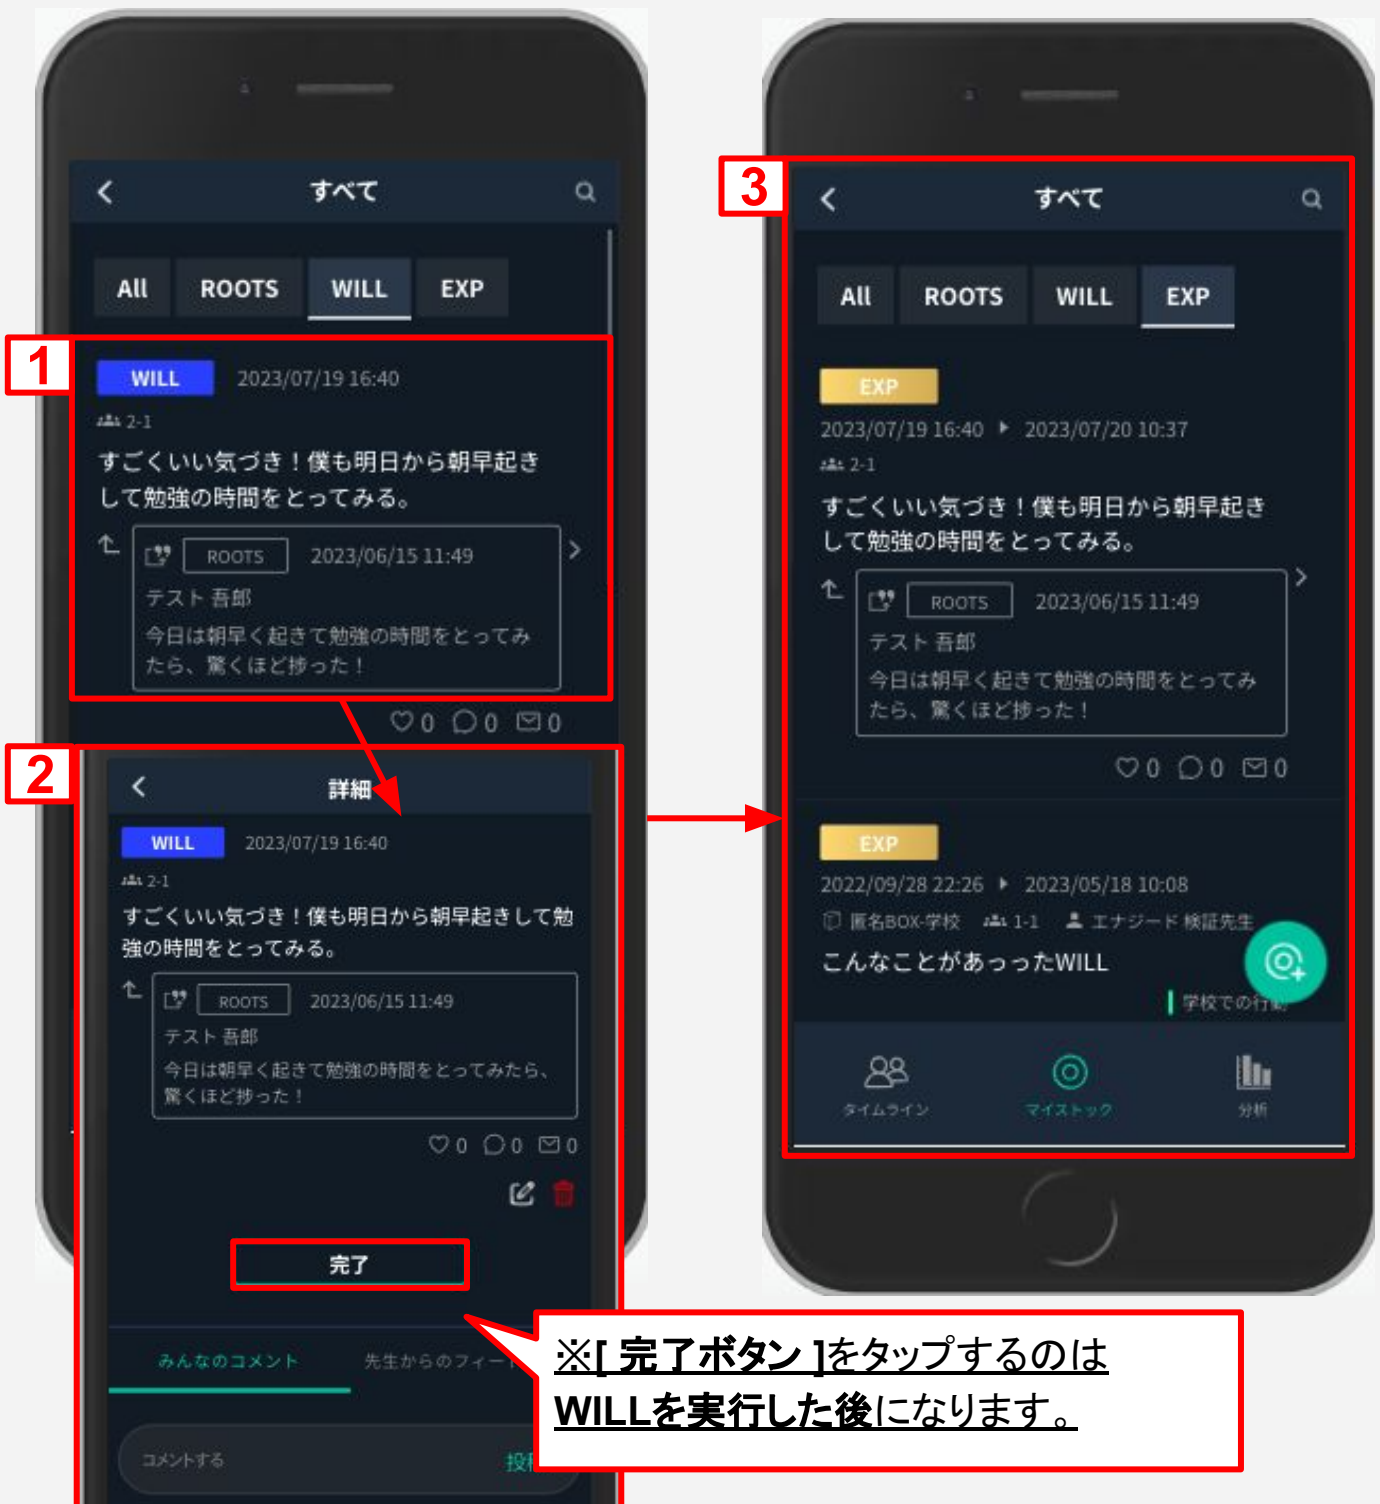 すべて
All ROOTS WILL EXP
1
WILL 2023/07/19 16:40
2-1
すごくいい気づき！僕も明日から朝早起き
して勉強の時間をとってみる。
ROOTS 2023/06/15 11:49
テスト 吾郎
今日は朝早く起きて勉強の時間をとってみ
たら、驚くほど捗った！
0 0 0
2
詳細
WILL 2023/07/19 16:40
2-1
すごくいい気づき！僕も明日から朝早起きして勉
強の時間をとってみる。
ROOTS 2023/06/15 11:49
テスト 吾郎
今日は朝早く起きて勉強の時間をとってみたら、
驚くほど捗った！
0 0 0
完了
みんなのコメント 先生からのフィー
コメントする 投稿
※[ 完了ボタン ]をタップするのは
WILLを実行した後になります。
3
すべて
All ROOTS WILL EXP
EXP
2023/07/19 16:40 ▶ 2023/07/20 10:37
2-1
すごくいい気づき！僕も明日から朝早起き
して勉強の時間をとってみる。
ROOTS 2023/06/15 11:49
テスト 吾郎
今日は朝早く起きて勉強の時間をとってみ
たら、驚くほど捗った！
0 0 0
EXP
2022/09/28 22:26 ▶ 2023/05/18 10:08
匿名BOX-学校 1-1 エナジード 検証先生
こんなことがあっったWILL
学校での行動
タイムライン マイストック 分析